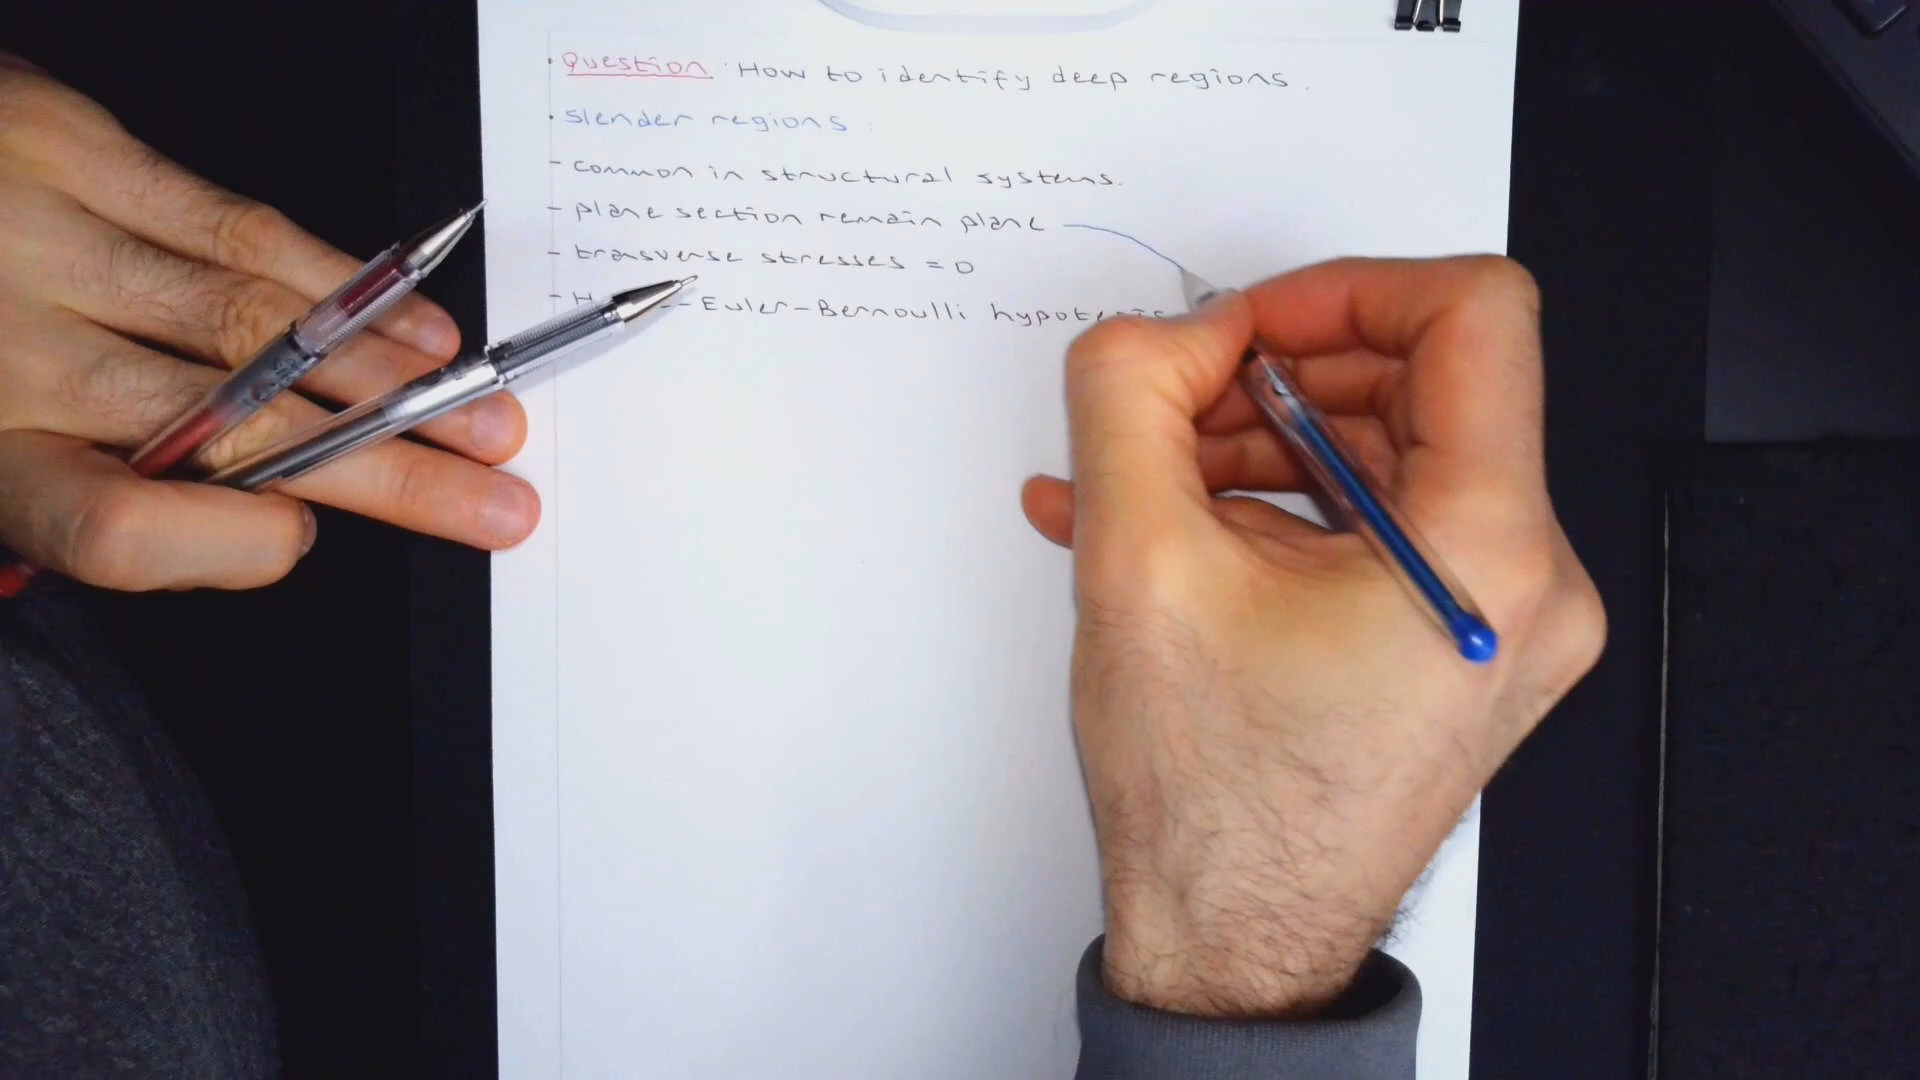 Question: How to identify deep regions.
slender regions:
- common in structural systems.
- plane section remain plane
- trasverse stresses = 0
- Euler-Bernoulli